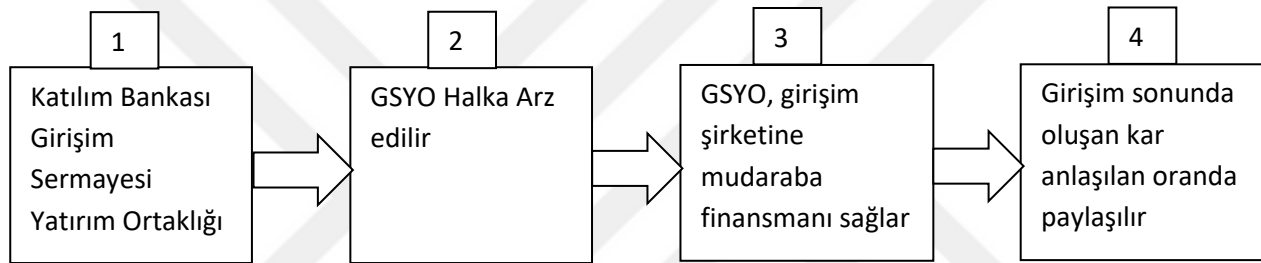 1
Katılım Bankası
Girişim
Sermayesi
Yatırım Ortaklığı
2
GSYO Halka Arz
edilir
3
GSYO, girişim
şirketine
mudaraba
finansmanı sağlar
4
Girişim sonunda
oluşan kar
anlaşılan oranda
paylaşılır